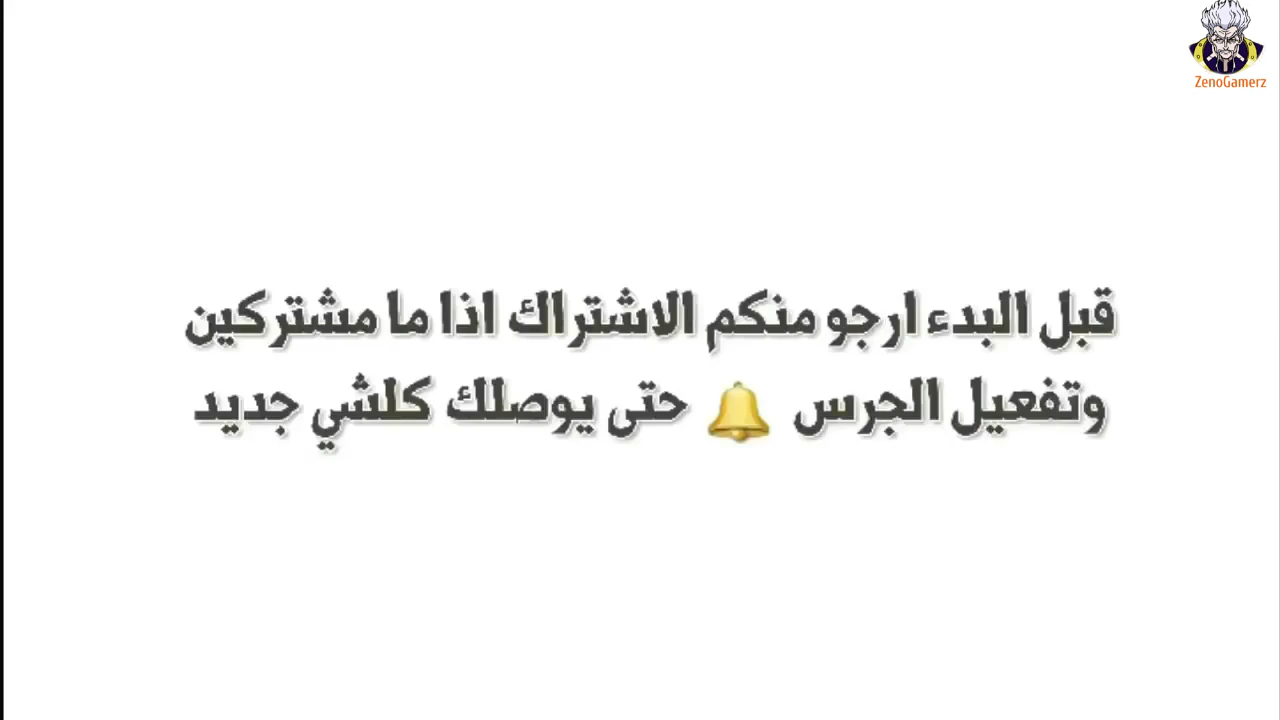 ZenoGamerz
قبل البدء ارجو منكم الاشتراك اذا ما مشتركين
وتفعيل الجرس 🔔 حتى يوصلك كلشي جديد